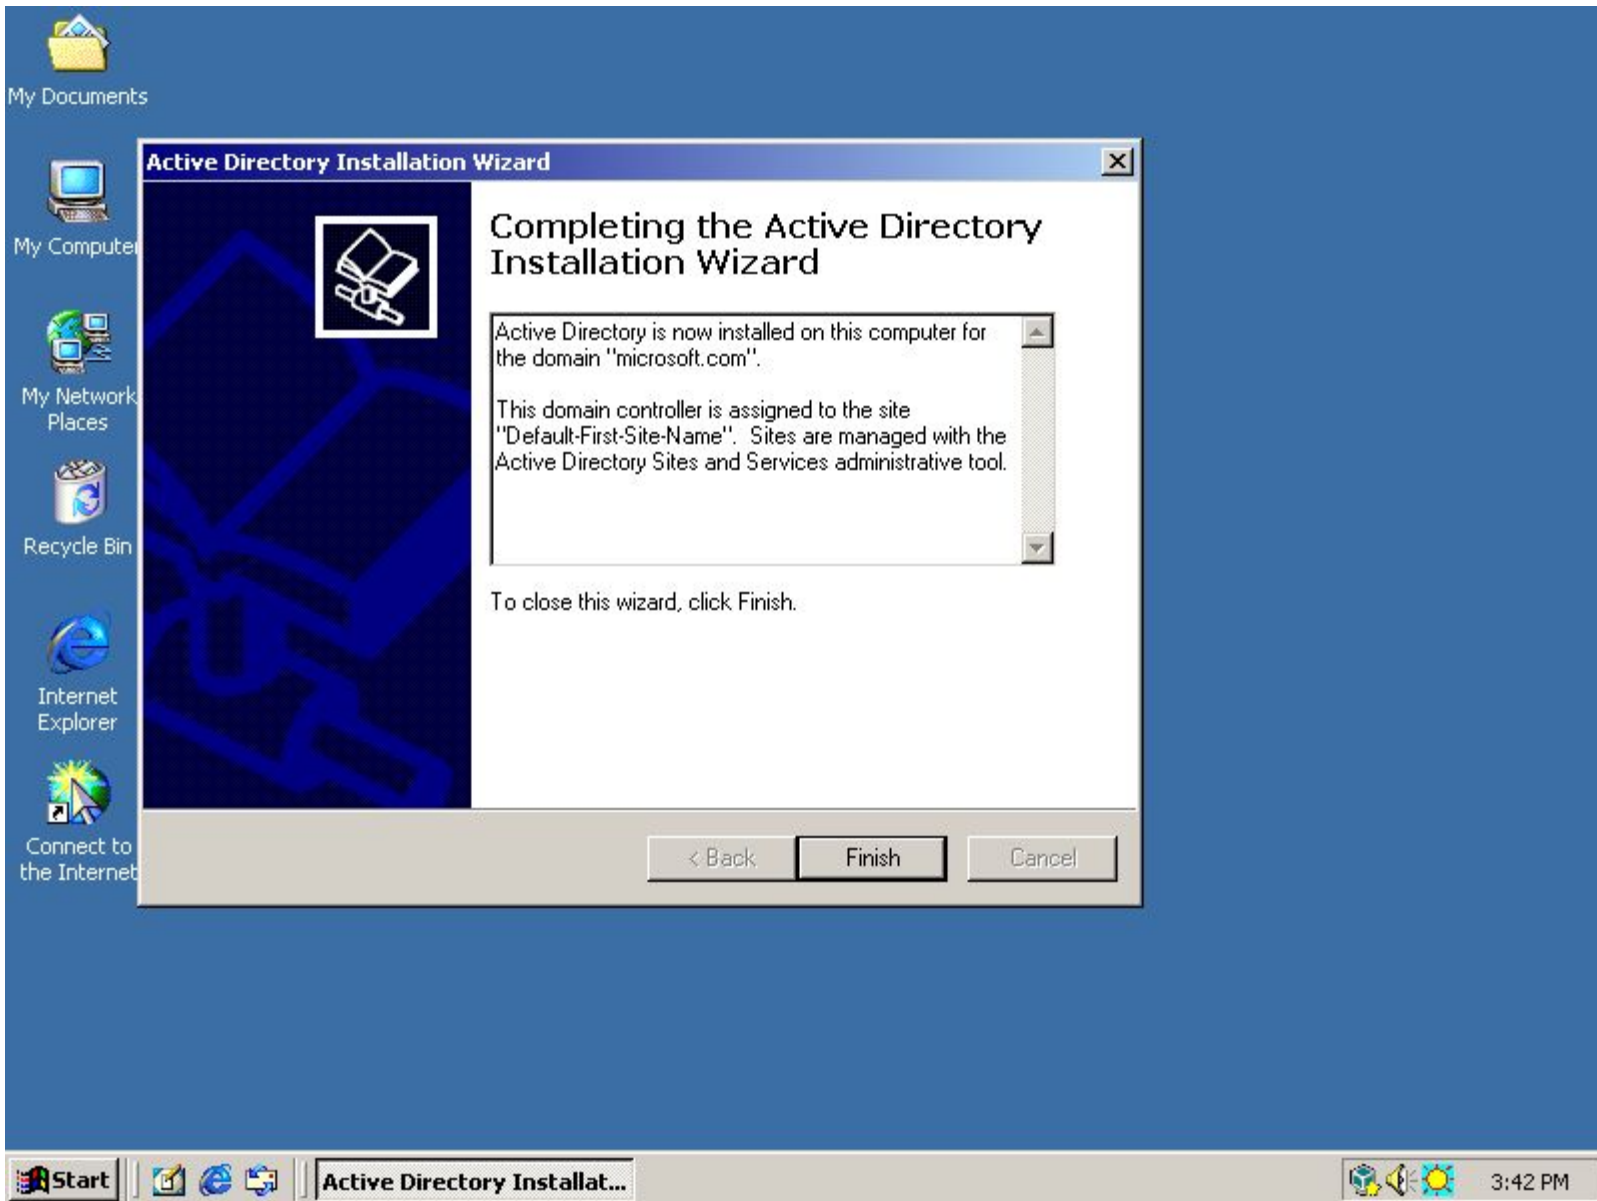 My Documents
My Computer
My Network
Places
Recycle Bin
Internet
Explorer
Connect to
the Internet
Active Directory Installation Wizard
Completing the Active Directory
Installation Wizard
Active Directory is now installed on this computer for
the domain "microsoft.com".
This domain controller is assigned to the site
"Default-First-Site-Name". Sites are managed with the
Active Directory Sites and Services administrative tool.
To close this wizard, click Finish.
< Back
Finish
Cancel
Start
Active Directory Installat...
3:42 PM